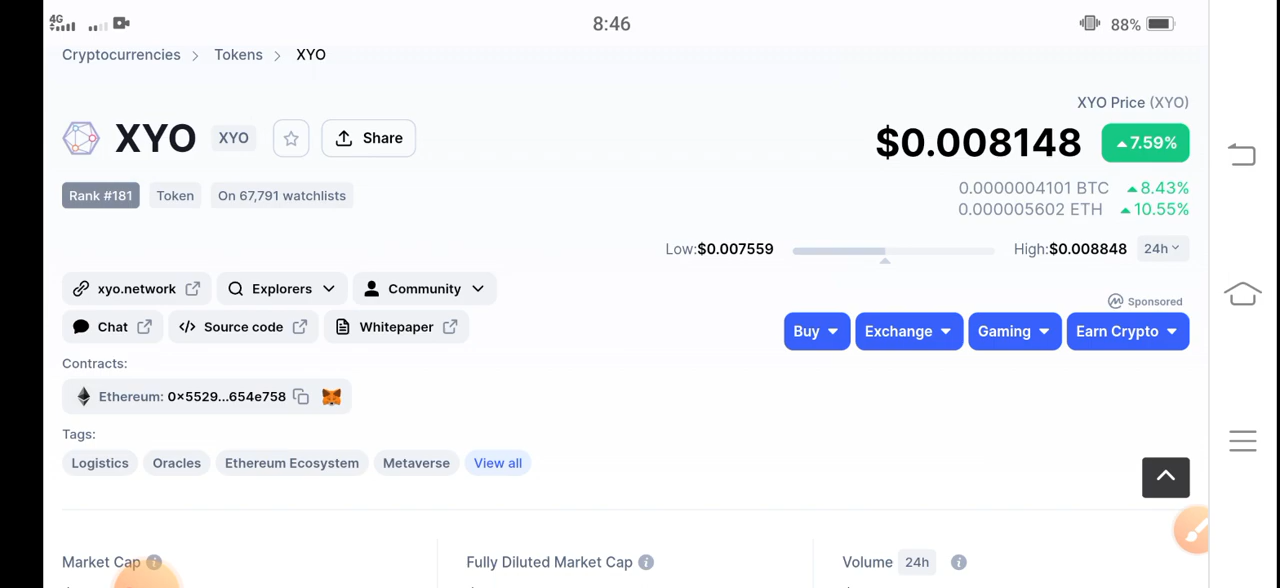 4G 8:46 88%
Cryptocurrencies > Tokens > XYO
XYO Price (XYO)
XYO XYO Share $0.008148 7.59%
0.0000004101 BTC 8.43%
Rank #181 Token On 67,791 watchlists
0.000005602 ETH 10.55%
Low:$0.007559 High:$0.008848 24h
xyo.network Explorers Community
Sponsored
Chat Source code Whitepaper
Buy Exchange Gaming Earn Crypto
Contracts:
Ethereum: 0x5529...654e758
Tags:
Logistics Oracles Ethereum Ecosystem Metaverse View all
Market Cap Fully Diluted Market Cap Volume 24h